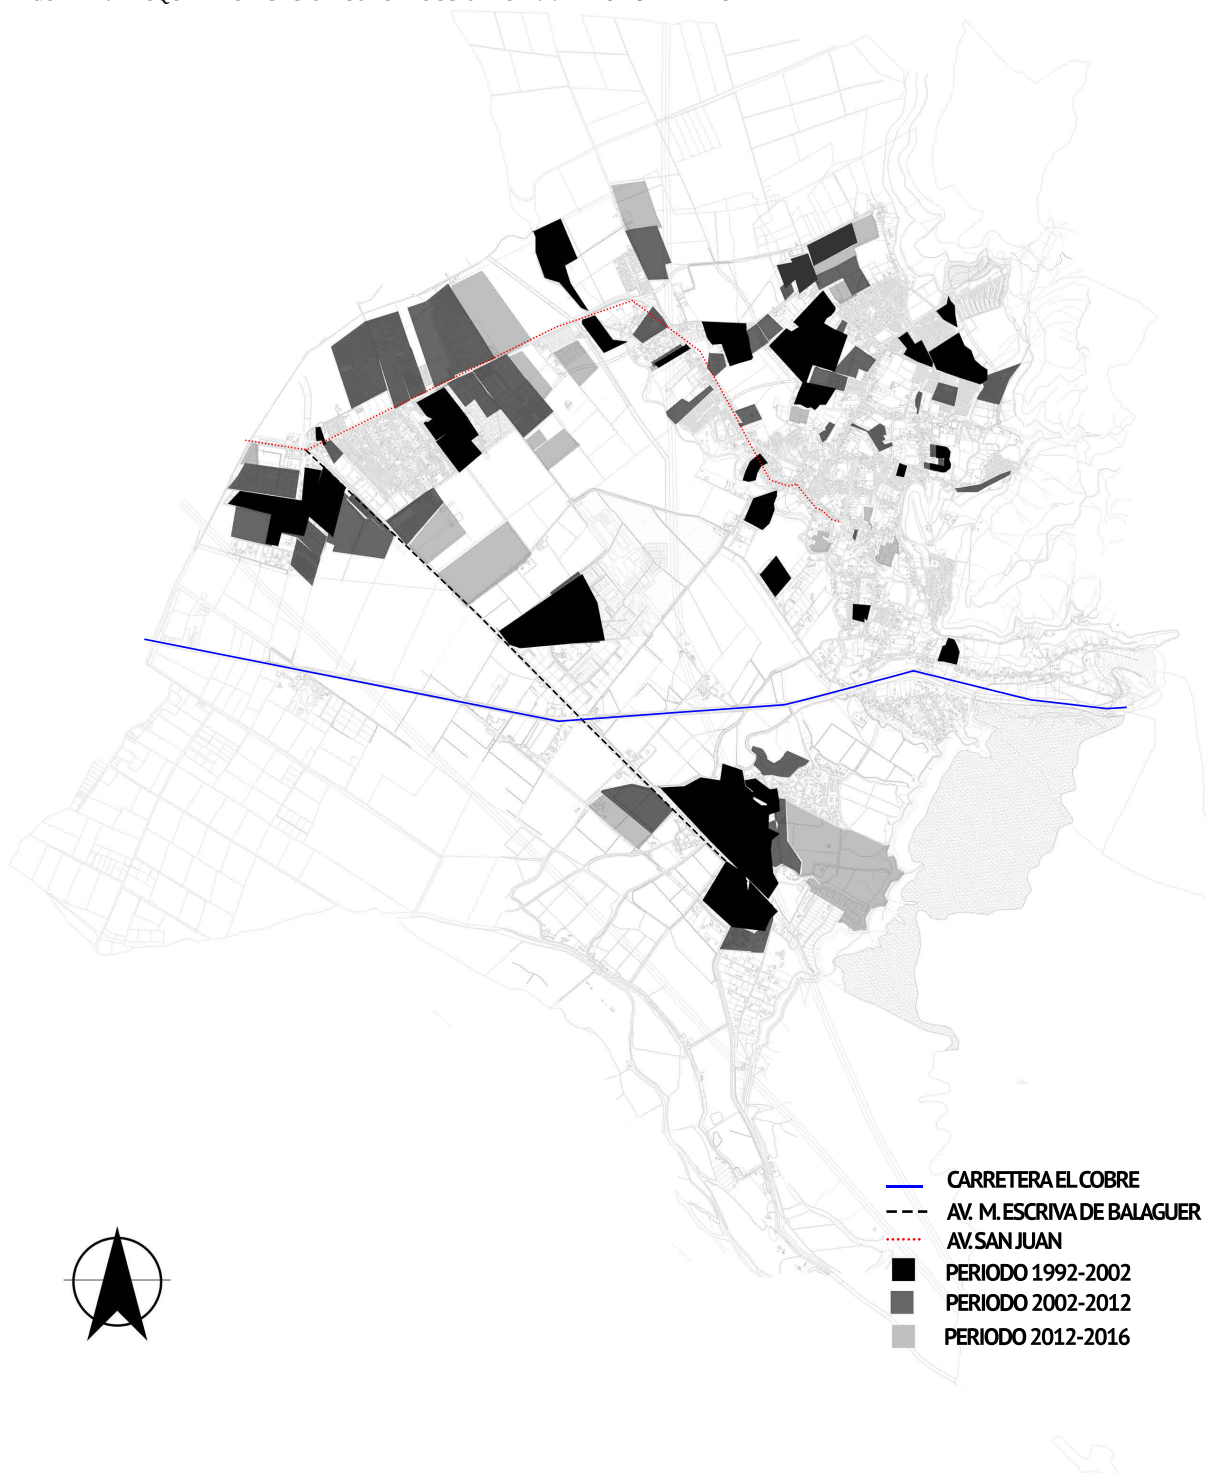 CARRETERA EL COBRE
AV. M. ESCRIVA DE BALAGUER
AV. SAN JUAN
PERIODO 1992-2002
PERIODO 2002-2012
PERIODO 2012-2016